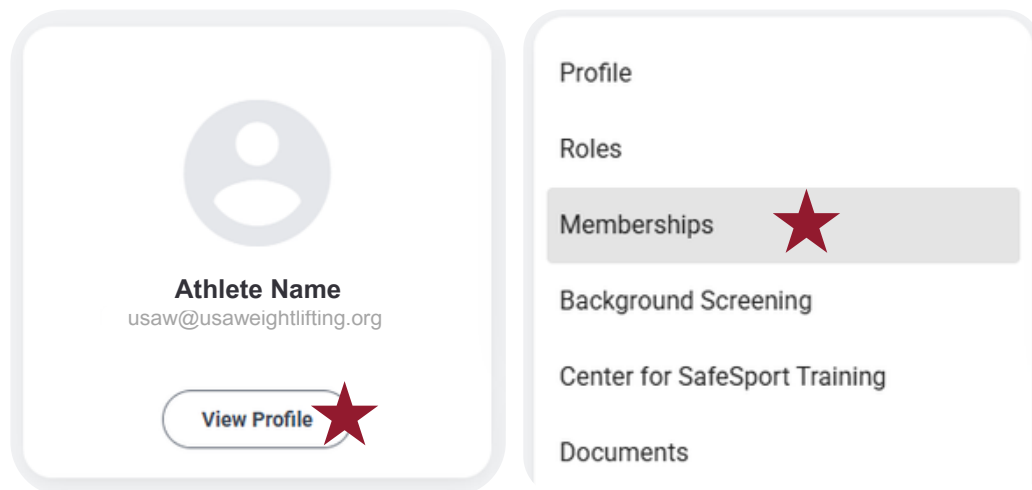 Athlete Name
usaw@usaweightlifting.org
View Profile
Profile
Roles
Memberships
Background Screening
Center for SafeSport Training
Documents